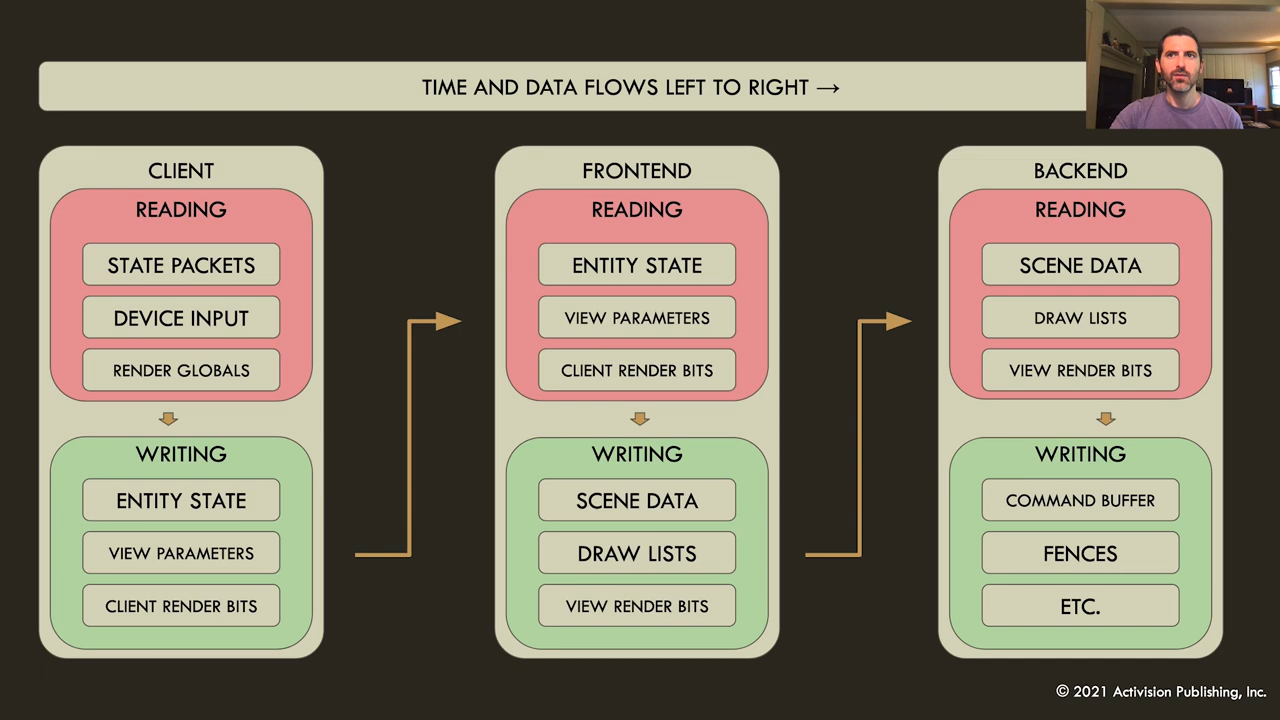 TIME AND DATA FLOWS LEFT TO RIGHT →
CLIENT
READING
STATE PACKETS
DEVICE INPUT
RENDER GLOBALS
WRITING
ENTITY STATE
VIEW PARAMETERS
CLIENT RENDER BITS
FRONTEND
READING
ENTITY STATE
VIEW PARAMETERS
CLIENT RENDER BITS
WRITING
SCENE DATA
DRAW LISTS
VIEW RENDER BITS
BACKEND
READING
SCENE DATA
DRAW LISTS
VIEW RENDER BITS
WRITING
COMMAND BUFFER
FENCES
ETC.
© 2021 Activision Publishing, Inc.